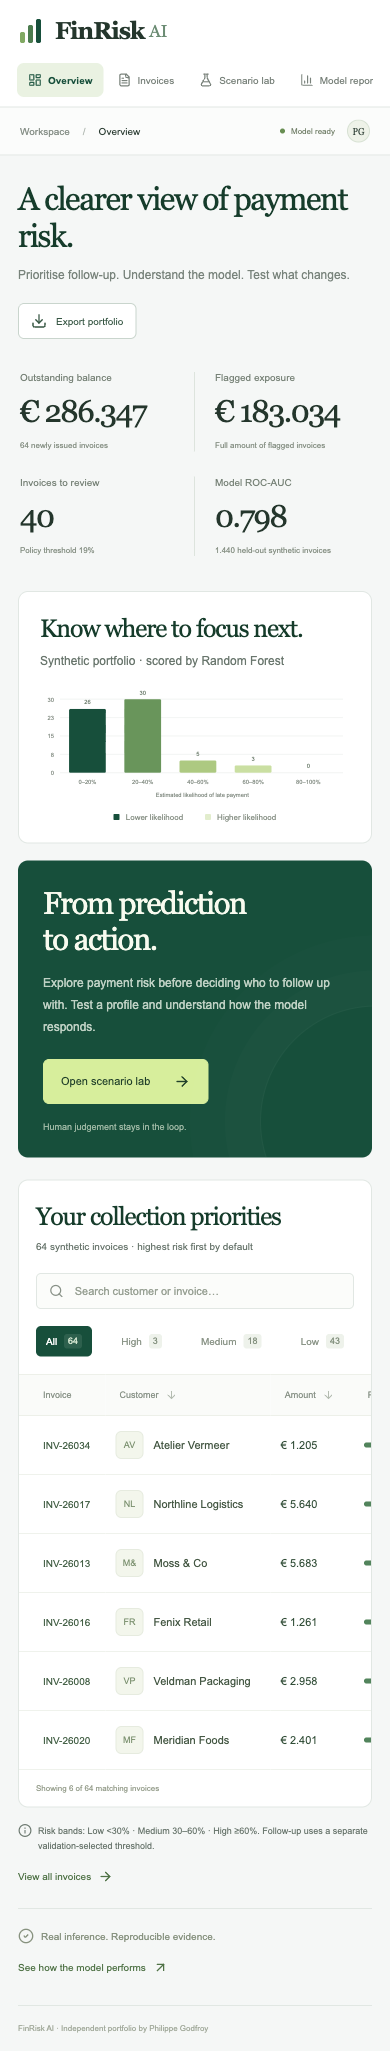 FinRisk AI
Overview Invoices Scenario lab Model repor
Workspace / Overview Model ready PG
A clearer view of payment
risk.
Prioritise follow-up. Understand the model. Test what changes.
Export portfolio
Outstanding balance
€ 286.347
64 newly issued invoices
Flagged exposure
€ 183.034
Full amount of flagged invoices
Invoices to review
40
Policy threshold 19%
Model ROC-AUC
0.798
1.440 held-out synthetic invoices
Know where to focus next.
Synthetic portfolio · scored by Random Forest
30
23
15
8
0
26 30 5 3 0
0–20% 20–40% 40–60% 60–80% 80–100%
Estimated likelihood of late payment
Lower likelihood Higher likelihood
From prediction
to action.
Explore payment risk before deciding who to follow up
with. Test a profile and understand how the model
responds.
Open scenario lab
Human judgement stays in the loop.
Your collection priorities
64 synthetic invoices · highest risk first by default
Search customer or invoice...
All 64 High 3 Medium 18 Low 43
Invoice Customer Amount
INV-26034 AV Atelier Vermeer € 1.205
INV-26017 NL Northline Logistics € 5.640
INV-26013 M& Moss & Co € 5.683
INV-26016 FR Fenix Retail € 1.261
INV-26008 VP Veldman Packaging € 2.958
INV-26020 MF Meridian Foods € 2.401
Showing 6 of 64 matching invoices
Risk bands: Low <30% · Medium 30–60% · High ≥60%. Follow-up uses a separate
validation-selected threshold.
View all invoices
Real inference. Reproducible evidence.
See how the model performs
FinRisk AI · Independent portfolio by Philippe Godfroy